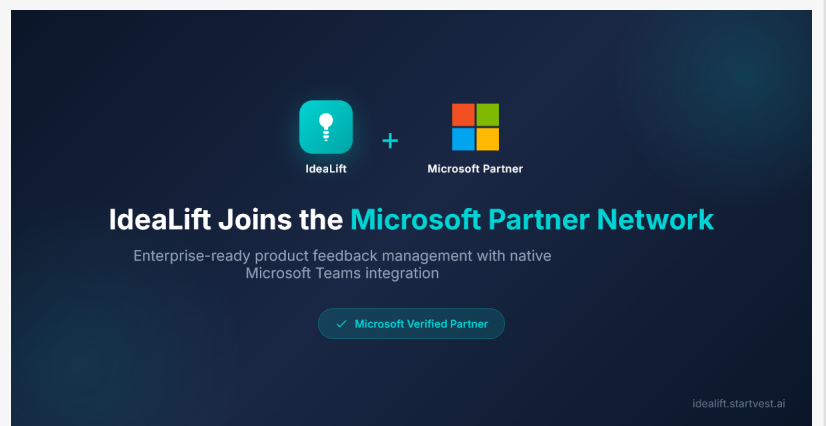 IdeaLift
+
Microsoft Partner
IdeaLift Joins the Microsoft Partner Network
Enterprise-ready product feedback management with native
Microsoft Teams integration
✓ Microsoft Verified Partner
idealift.startvest.ai